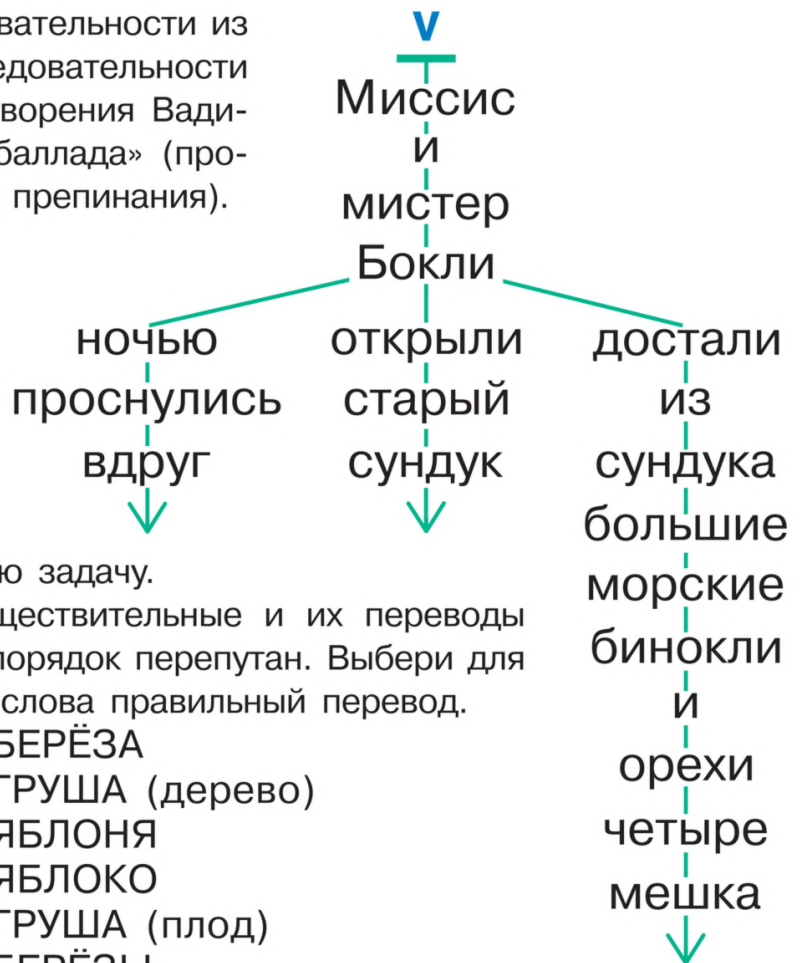 вательности из
едовательности
ворения Вади-
баллада» (про-
препинания).
V
Миссис
и
мистер
Бокли
ночью
проснулись
вдруг
открыли
старый
сундук
достали
из
сундука
большие
морские
бинокли
и
орехи
четыре
мешка
ю задачу.
ществительные и их переводы
порядок перепутан. Выбери для
слова правильный перевод.
БЕРЁЗА
ГРУША (дерево)
ЯБЛОНЯ
ЯБЛОКО
ГРУША (плод)
БЕРЁЗЫ